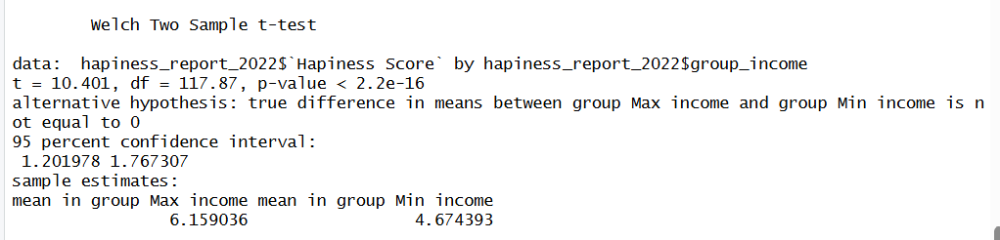 Welch Two Sample t-test
data:  hapiness_report_2022$`Hapiness Score` by hapiness_report_2022$group_income
t = 10.401, df = 117.87, p-value < 2.2e-16
alternative hypothesis: true difference in means between group Max income and group Min income is n
ot equal to 0
95 percent confidence interval:
 1.201978 1.767307
sample estimates:
mean in group Max income mean in group Min income
                6.159036                 4.674393